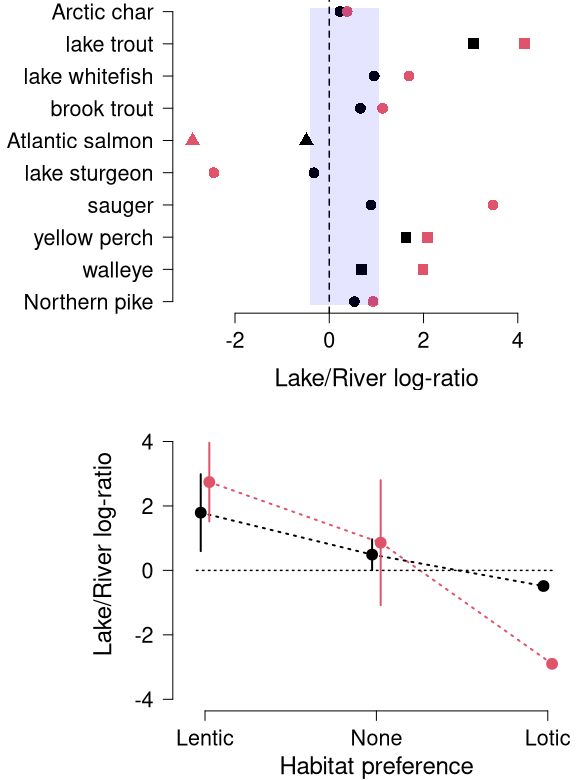 Arctic char
lake trout
lake whitefish
brook trout
Atlantic salmon
lake sturgeon
sauger
yellow perch
walleye
Northern pike
-2 0 2 4
Lake/River log-ratio
4
2
0
-2
-4
Lake/River log-ratio
Lentic None Lotic
Habitat preference